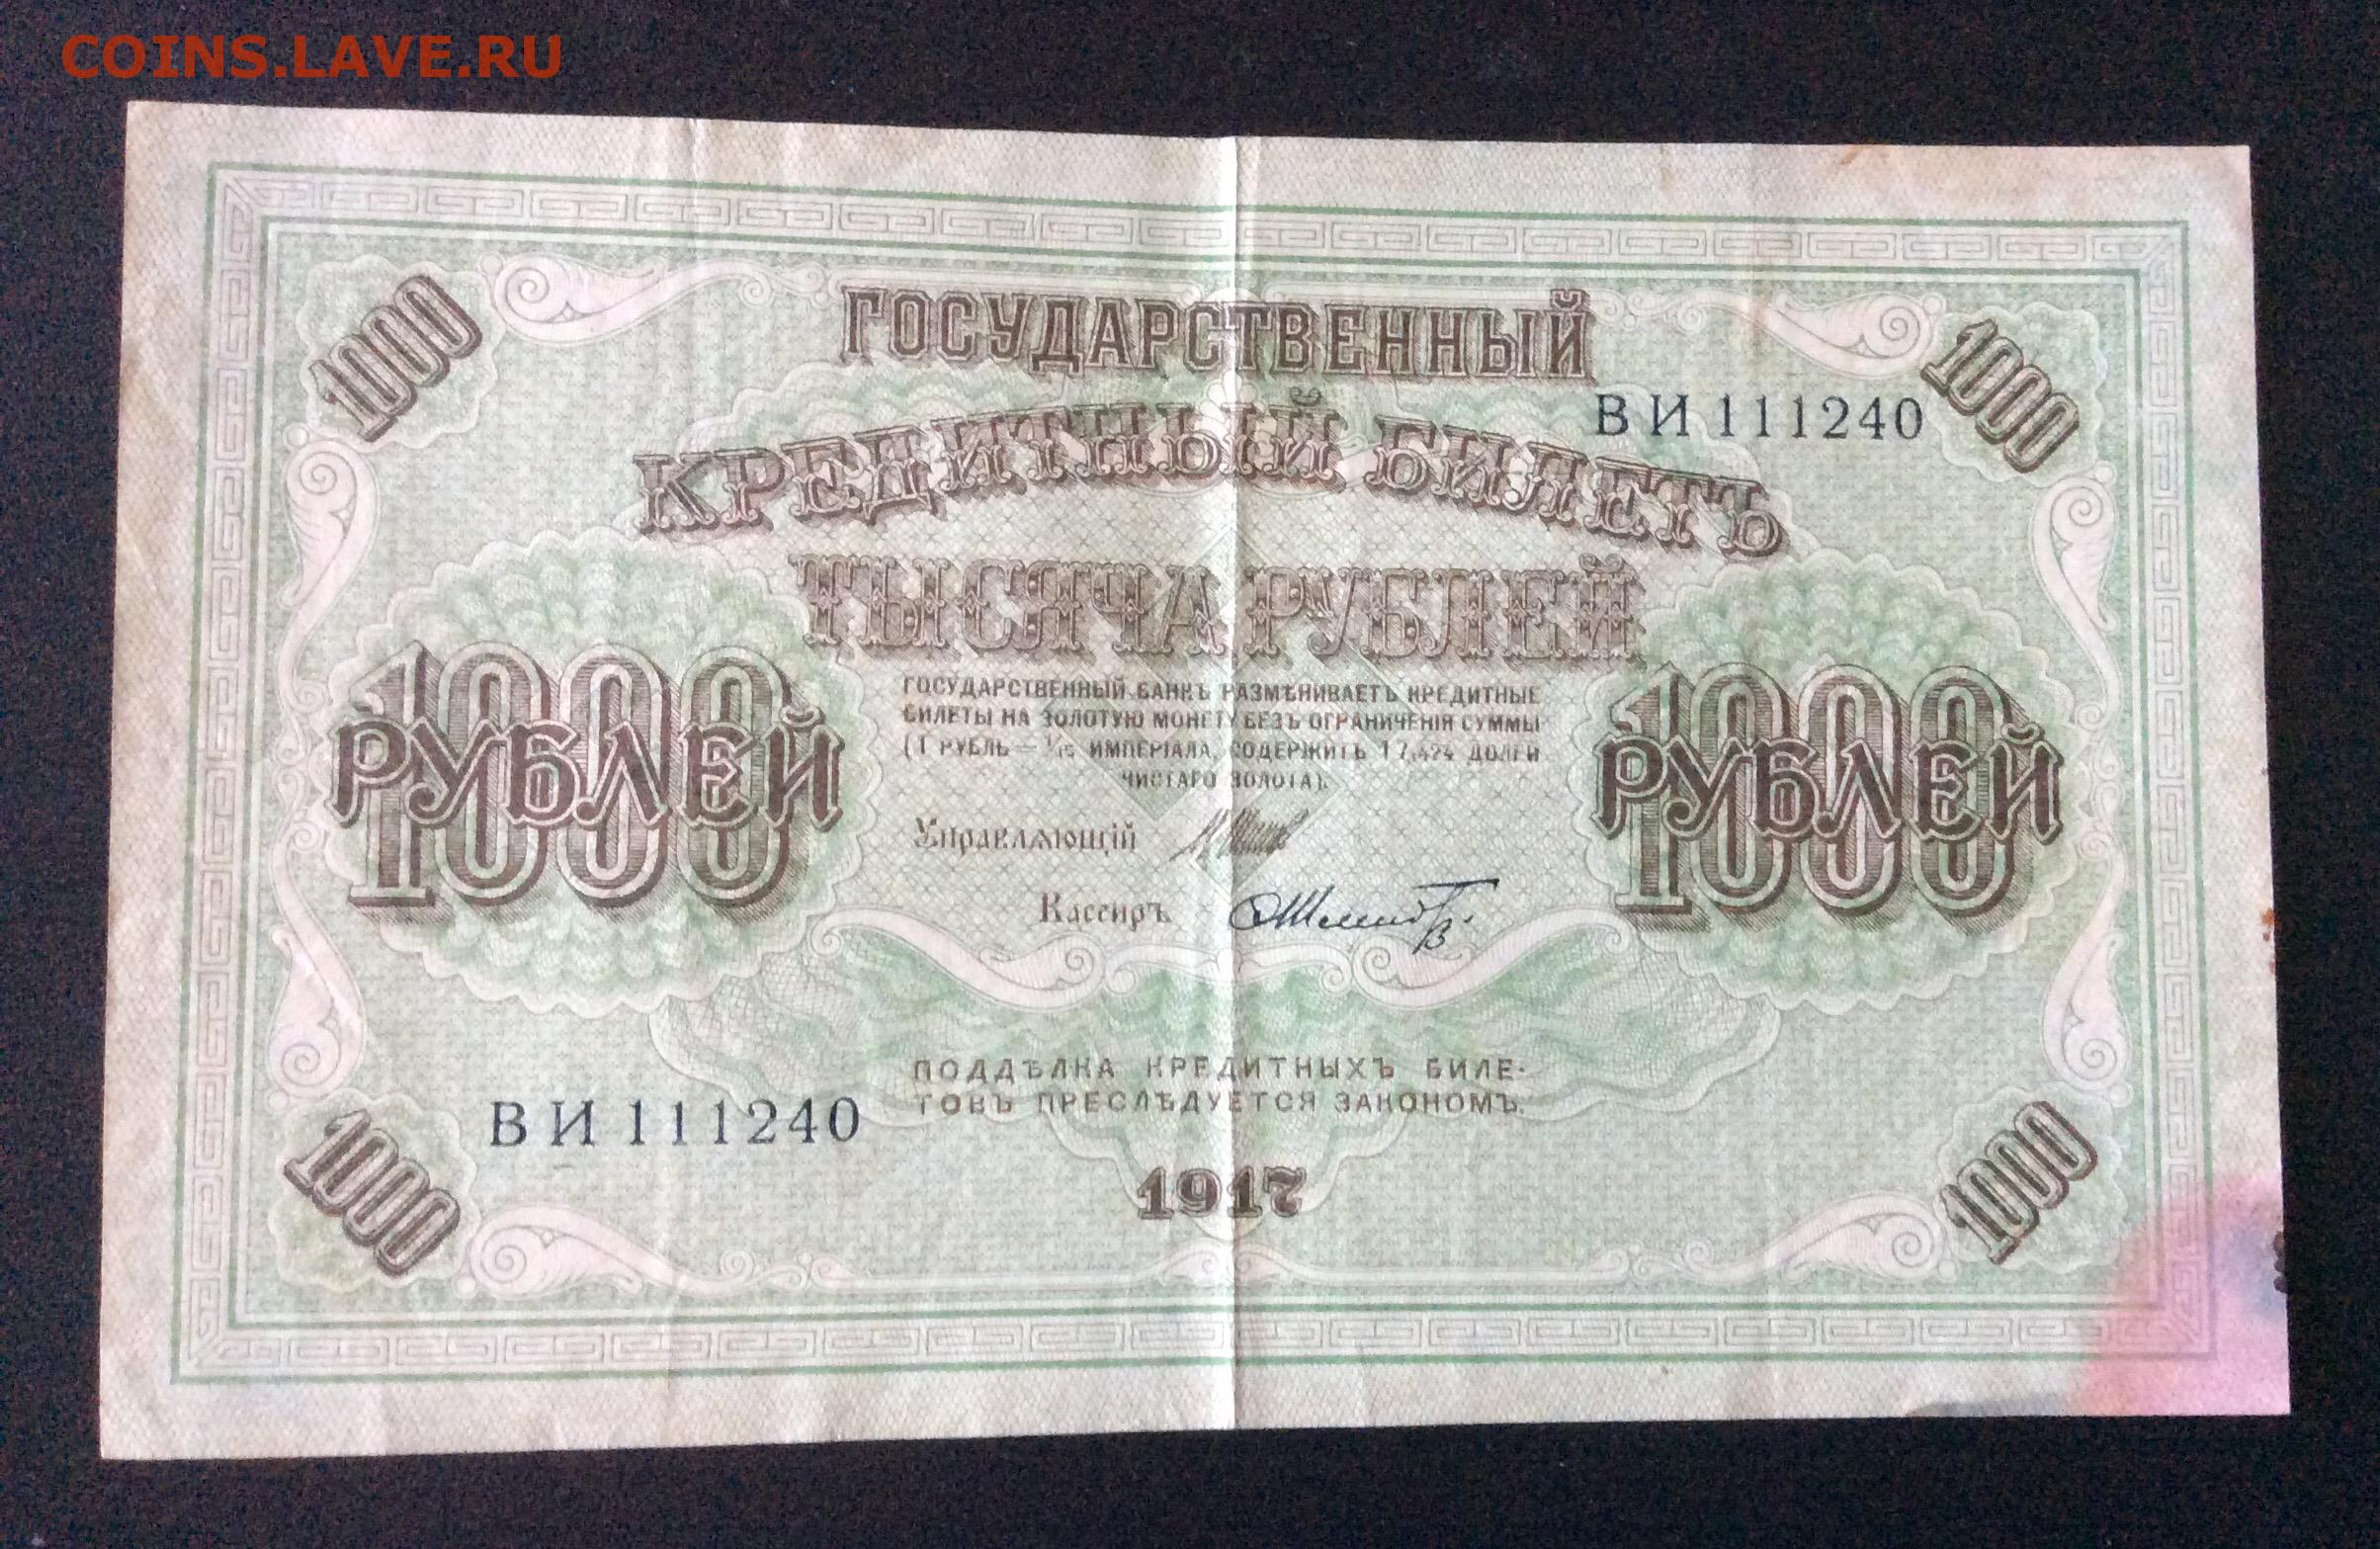 COINS.LAVE.RU
1000
ГОСУДАРСТВЕННЫЙ
1000
ВИ 111240
КРЕДИТНЫЙ БИЛЕТЪ
ТЫСЯЧА РУБЛЕЙ
1000
РУБЛЕЙ
ГОСУДАРСТВЕННЫЙ БАНКЪ РАЗМѢНИВАЕТЪ КРЕДИТНЫЕ
БИЛЕТЫ НА ЗОЛОТУЮ МОНЕТУ БЕЗЪ ОГРАНИЧЕНІЯ СУММЫ
(1 РУБЛЬ = 1/15 ИМПЕРІАЛА, СОДЕРЖИТЪ 17,424 ДОЛЕЙ
ЧИСТАГО ЗОЛОТА).
1000
РУБЛЕЙ
Управляющій
Кассиръ
ПОДДѢЛКА КРЕДИТНЫХЪ БИЛЕ-
ТОВЪ ПРЕСЛѢДУЕТСЯ ЗАКОНОМЪ.
ВИ 111240
1000
1917
1000